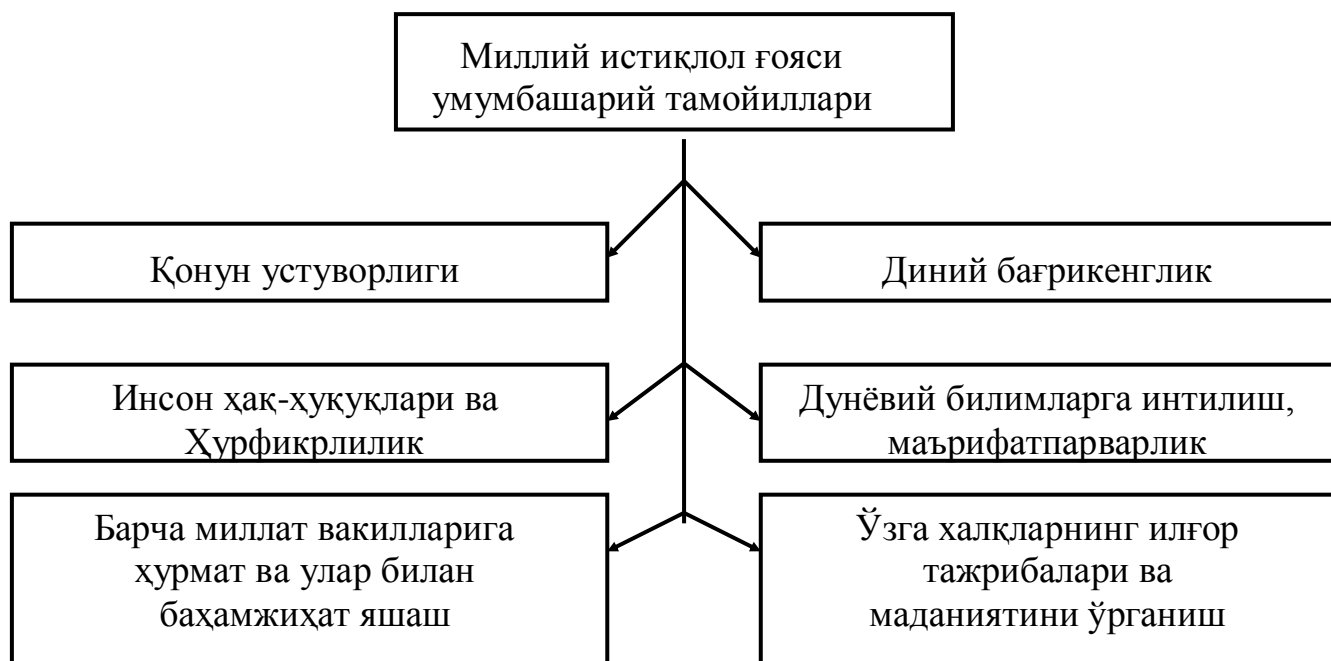 Миллий истиқлол ғояси
умумбашарий тамойиллари
Қонун устуворлиги
Диний бағрикенглик
Инсон ҳақ-ҳуқуқлари ва
Ҳурфикрлилик
Дунёвий билимларга интилиш,
маърифатпарварлик
Барча миллат вакилларига
ҳурмат ва улар билан
баҳамжиҳат яшаш
Ўзга халқларнинг илғор
тажрибалари ва
маданиятини ўрганиш